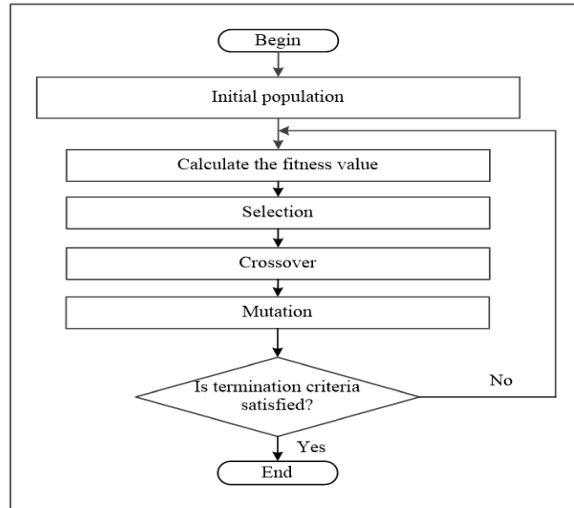 Begin
Initial population
Calculate the fitness value
Selection
Crossover
Mutation
Is termination criteria
satisfied?
No
Yes
End